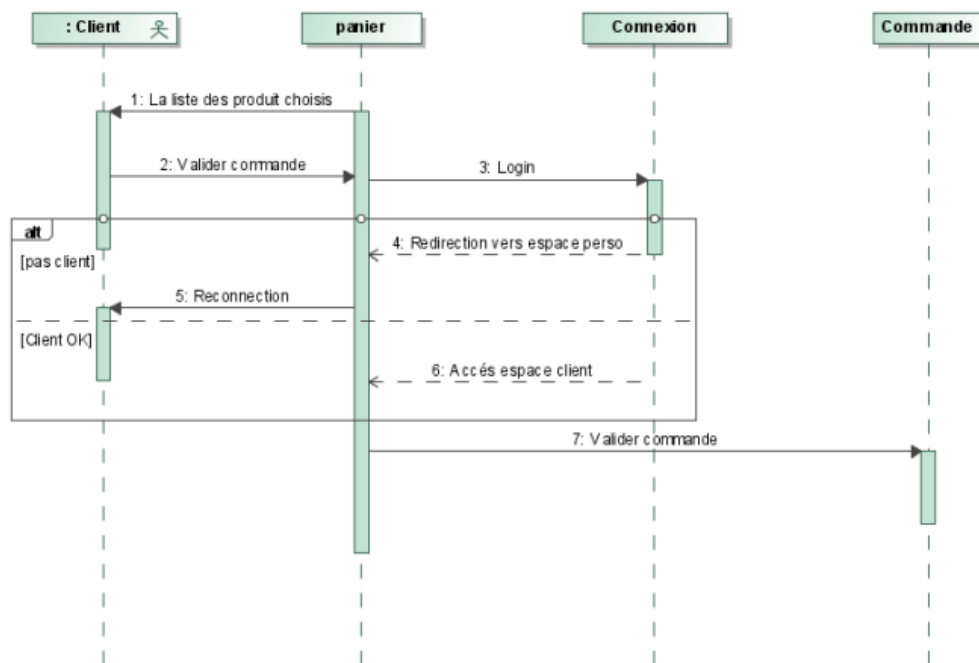 : Client
panier
Connexion
Commande
1: La liste des produit choisis
2: Valider commande
3: Login
alt
4: Redirection vers espace perso
[pas client]
5: Reconnection
[Client OK]
6: Accés espace client
7: Valider commande